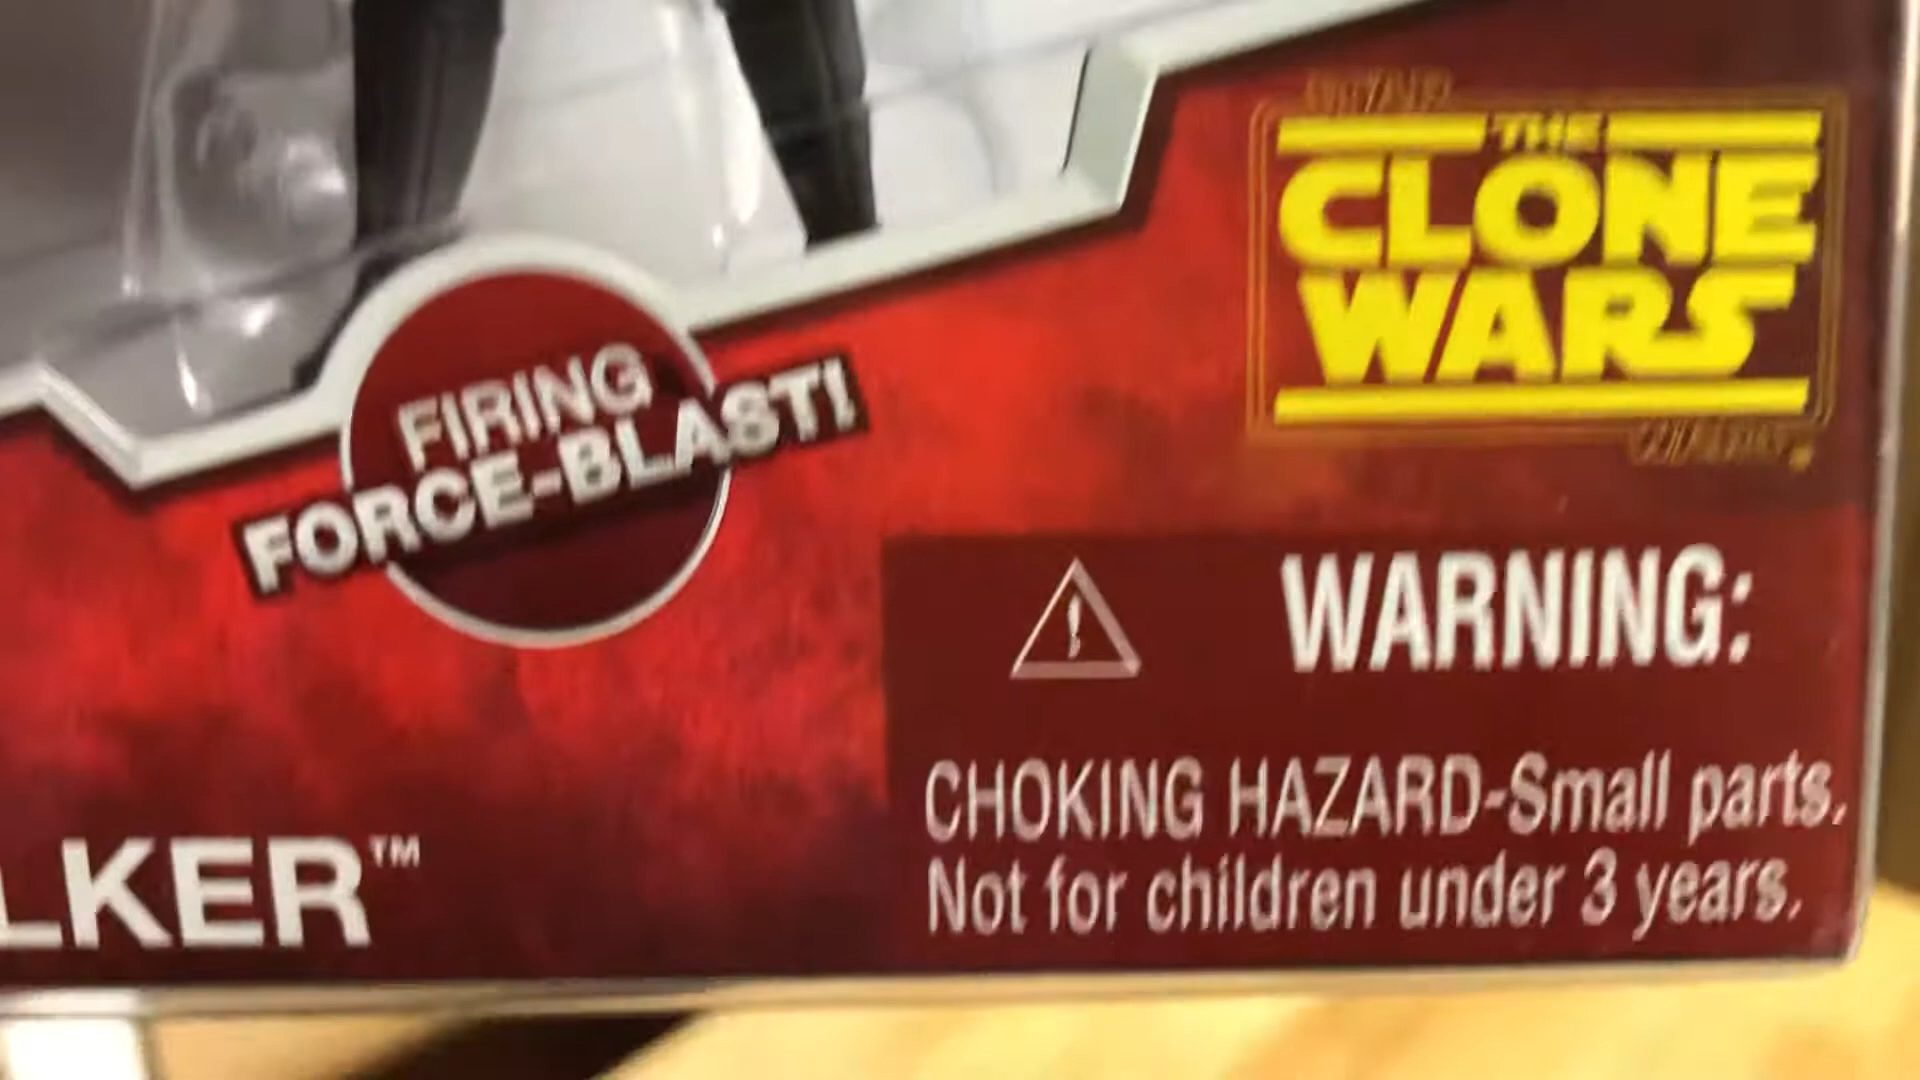 THE
CLONE
WARS
FIRING
FORCE-BLAST!
WARNING:
CHOKING HAZARD-Small parts.
Not for children under 3 years.
LKER™